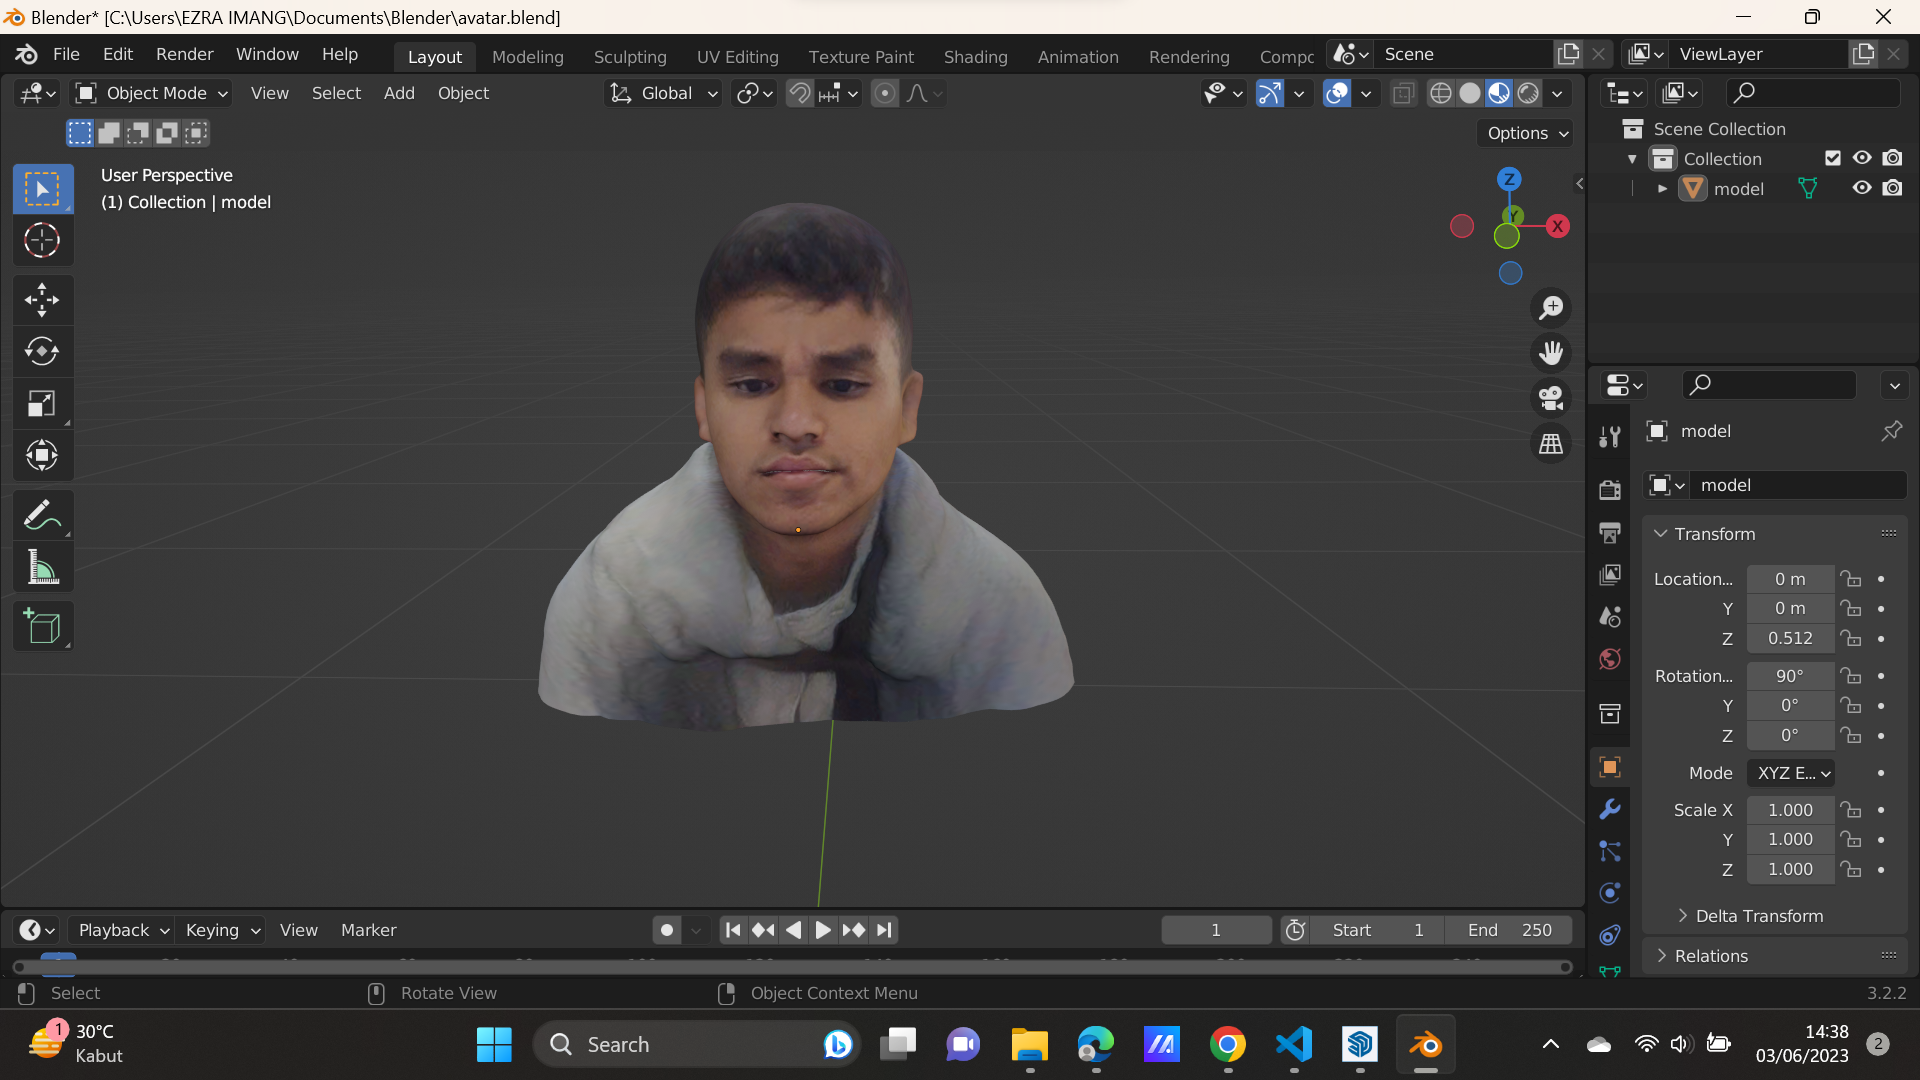 Blender* [C:\Users\EZRA IMANG\Documents\Blender\avatar.blend]
File Edit Render Window Help Layout Modeling Sculpting UV Editing Texture Paint Shading Animation Rendering Compc Scene ViewLayer
Object Mode View Select Add Object Global
Options
User Perspective
(1) Collection | model
Z
Y
X
Scene Collection
Collection
model
model
model
Transform
Location... 0 m
Y 0 m
Z 0.512
Rotation... 90°
Y 0°
Z 0°
Mode XYZ E...
Scale X 1.000
Y 1.000
Z 1.000
Delta Transform
Relations
Playback Keying View Marker 1 Start 1 End 250
Select Rotate View Object Context Menu 3.2.2
1 30°C
Kabut
Search
14:38
03/06/2023
2